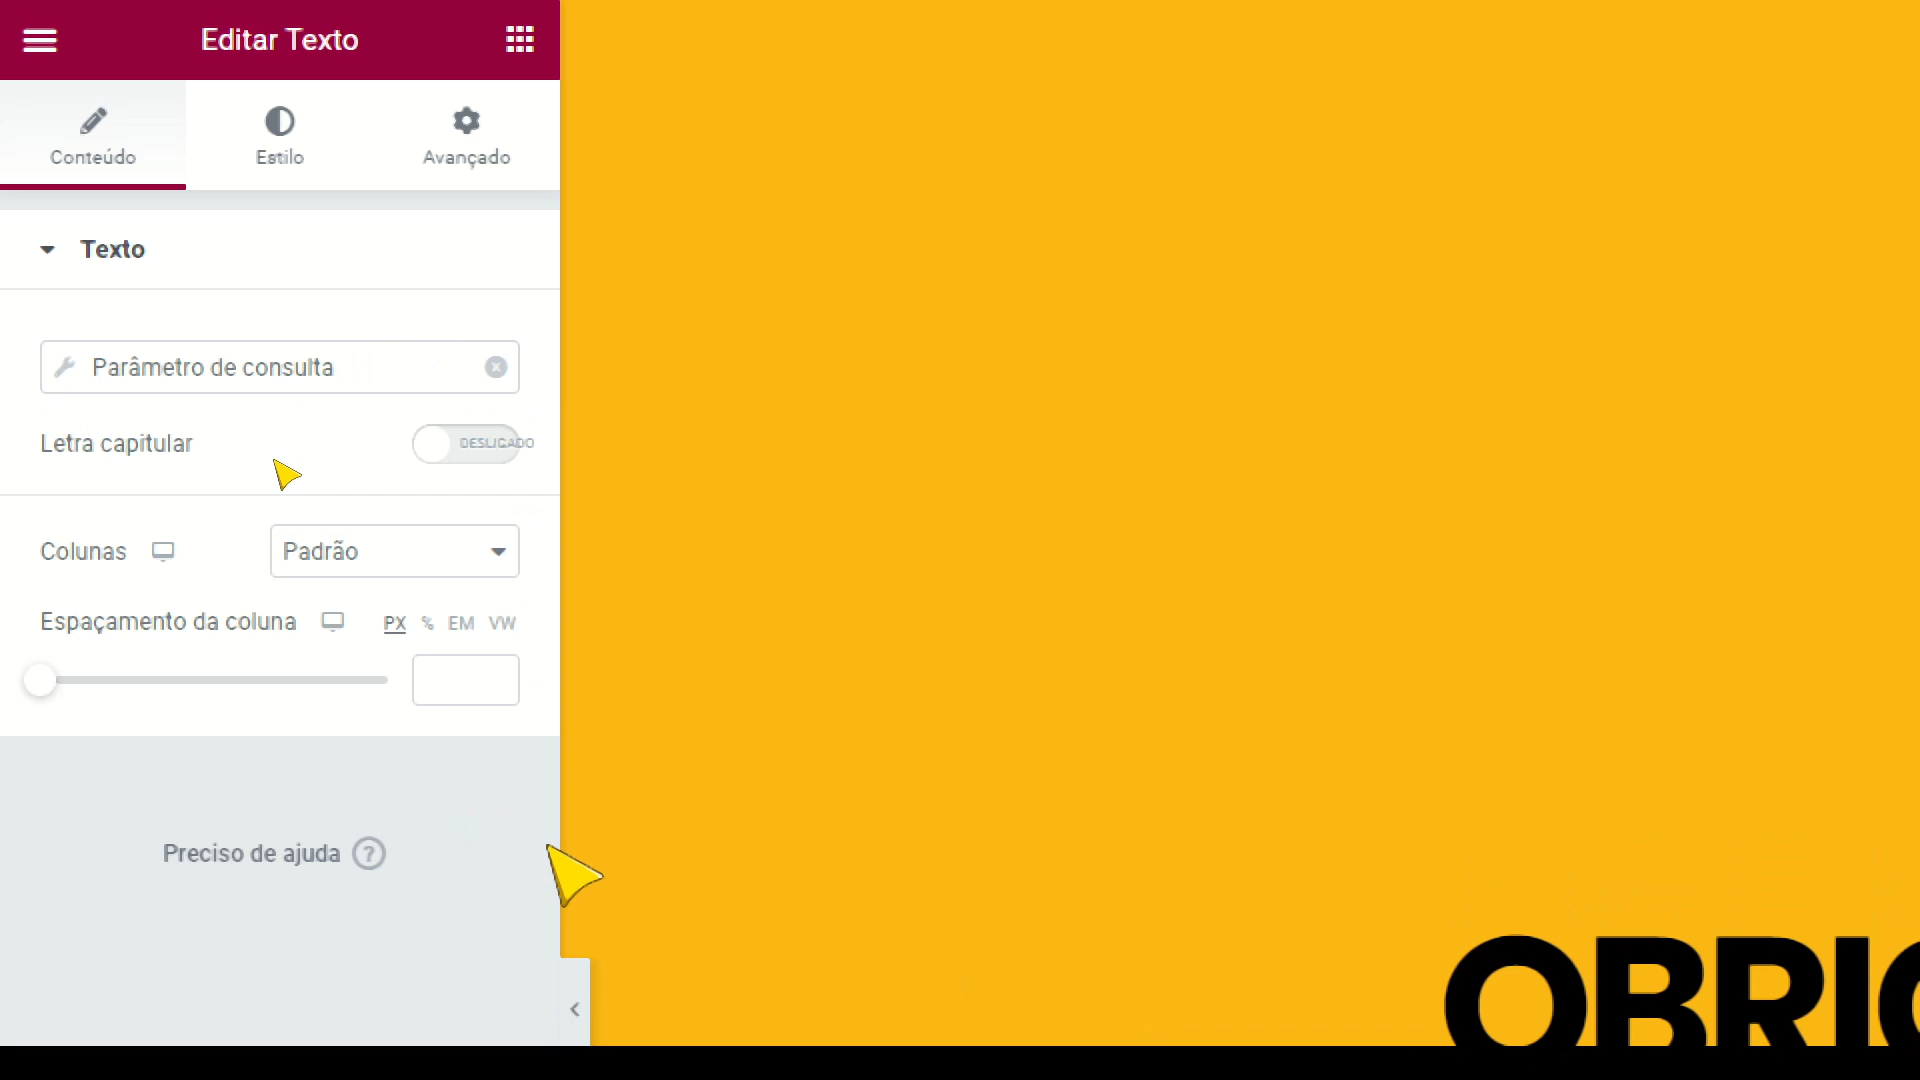 Editar Texto
Conteúdo
Estilo
Avançado
Texto
Parâmetro de consulta
Letra capitular
DESLIGADO
Colunas
Padrão
Espaçamento da coluna
PX % EM VW
Preciso de ajuda ?
OBRIG